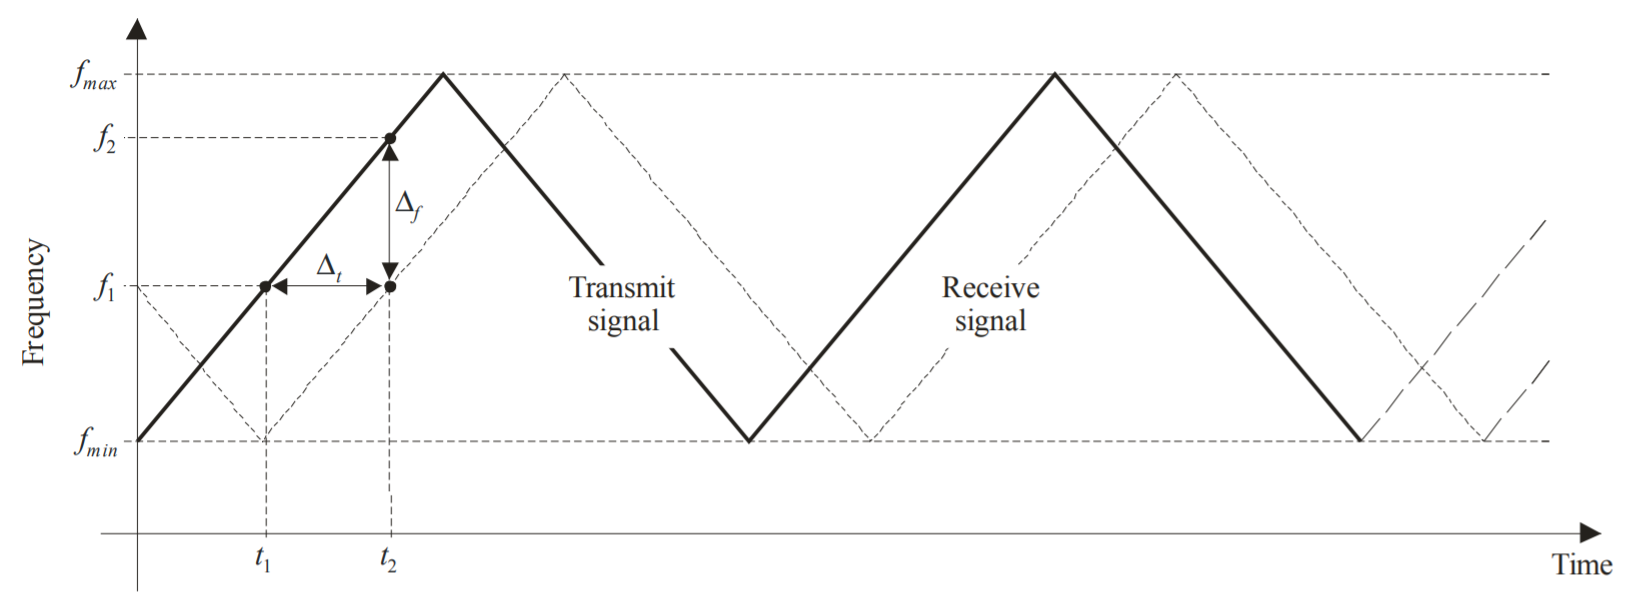 f_max
f_2
Δ_f
Δ_t
f_1
Frequency
Transmit
signal
Receive
signal
f_min
t_1
t_2
Time